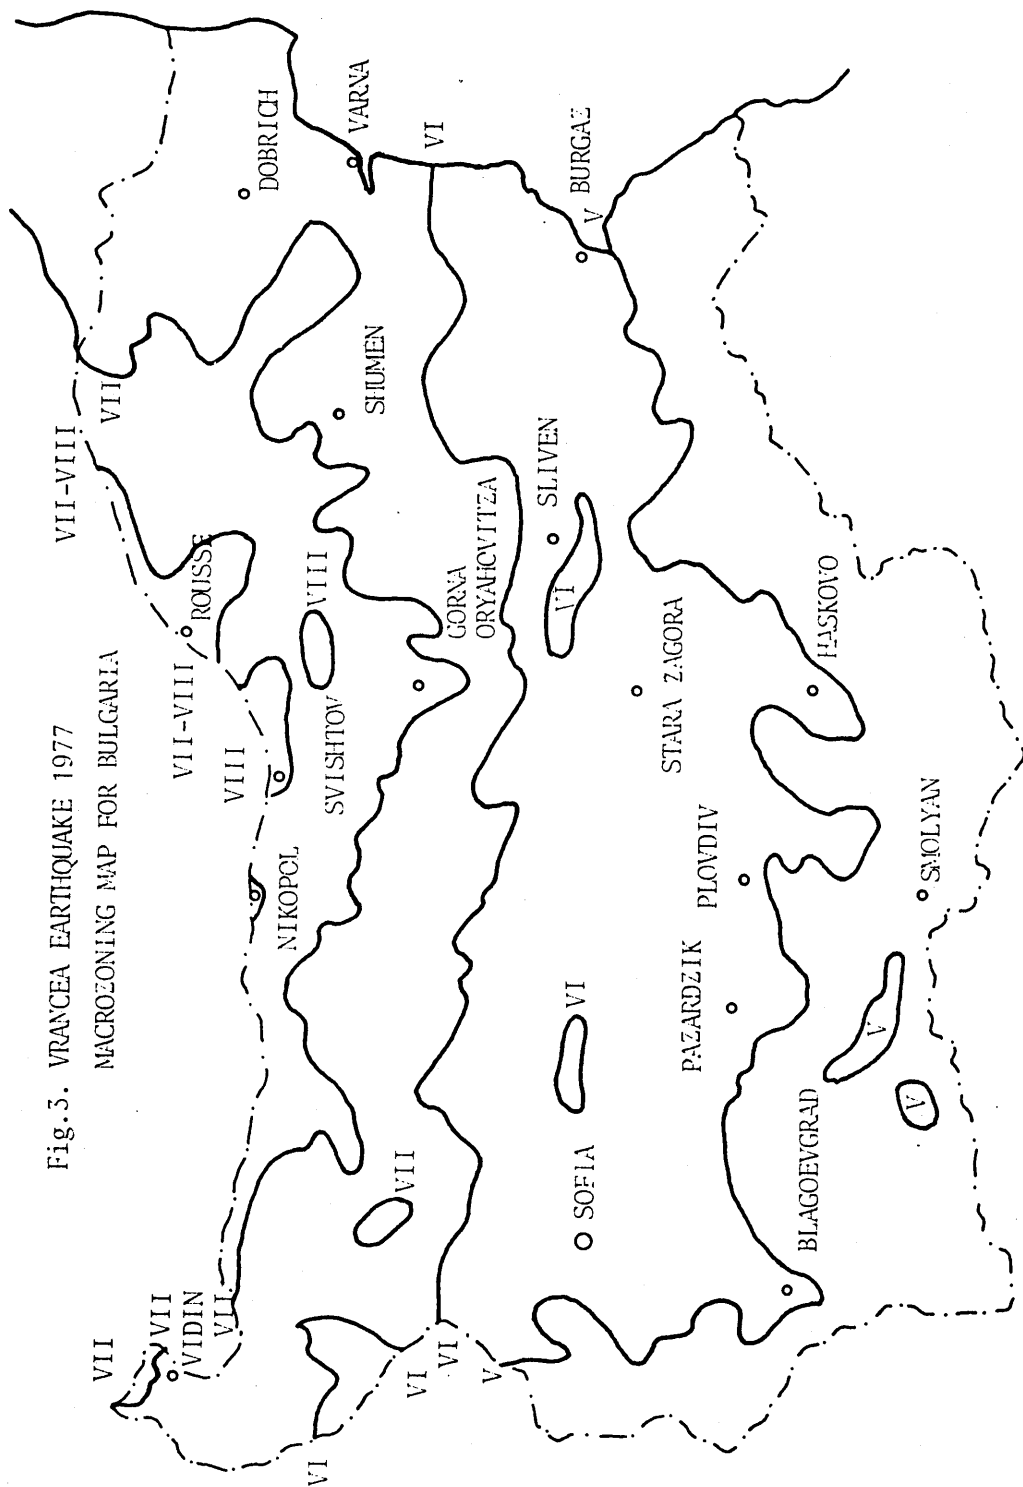 Fig.3. VRANCEA EARTHQUAKE 1977
MACROZONING MAP FOR BULGARIA
VII
VII
VIDIN
VII
VI
VI
VI
V
VII
SOFIA
VI
BLAGOEVGRAD
V
V
PAZARDZIK
PLOVDIV
SMOLYAN
NIKOPOL
VIII
SVISHTOV
VII-VIII
ROUSSE
VIII
GORNA
ORYAHOVITZA
STARA ZAGORA
HASKOVO
VI
SLIVEN
VII-VIII
VII
SHUMEN
DOBRICH
VARNA
VI
V
BURGAZ